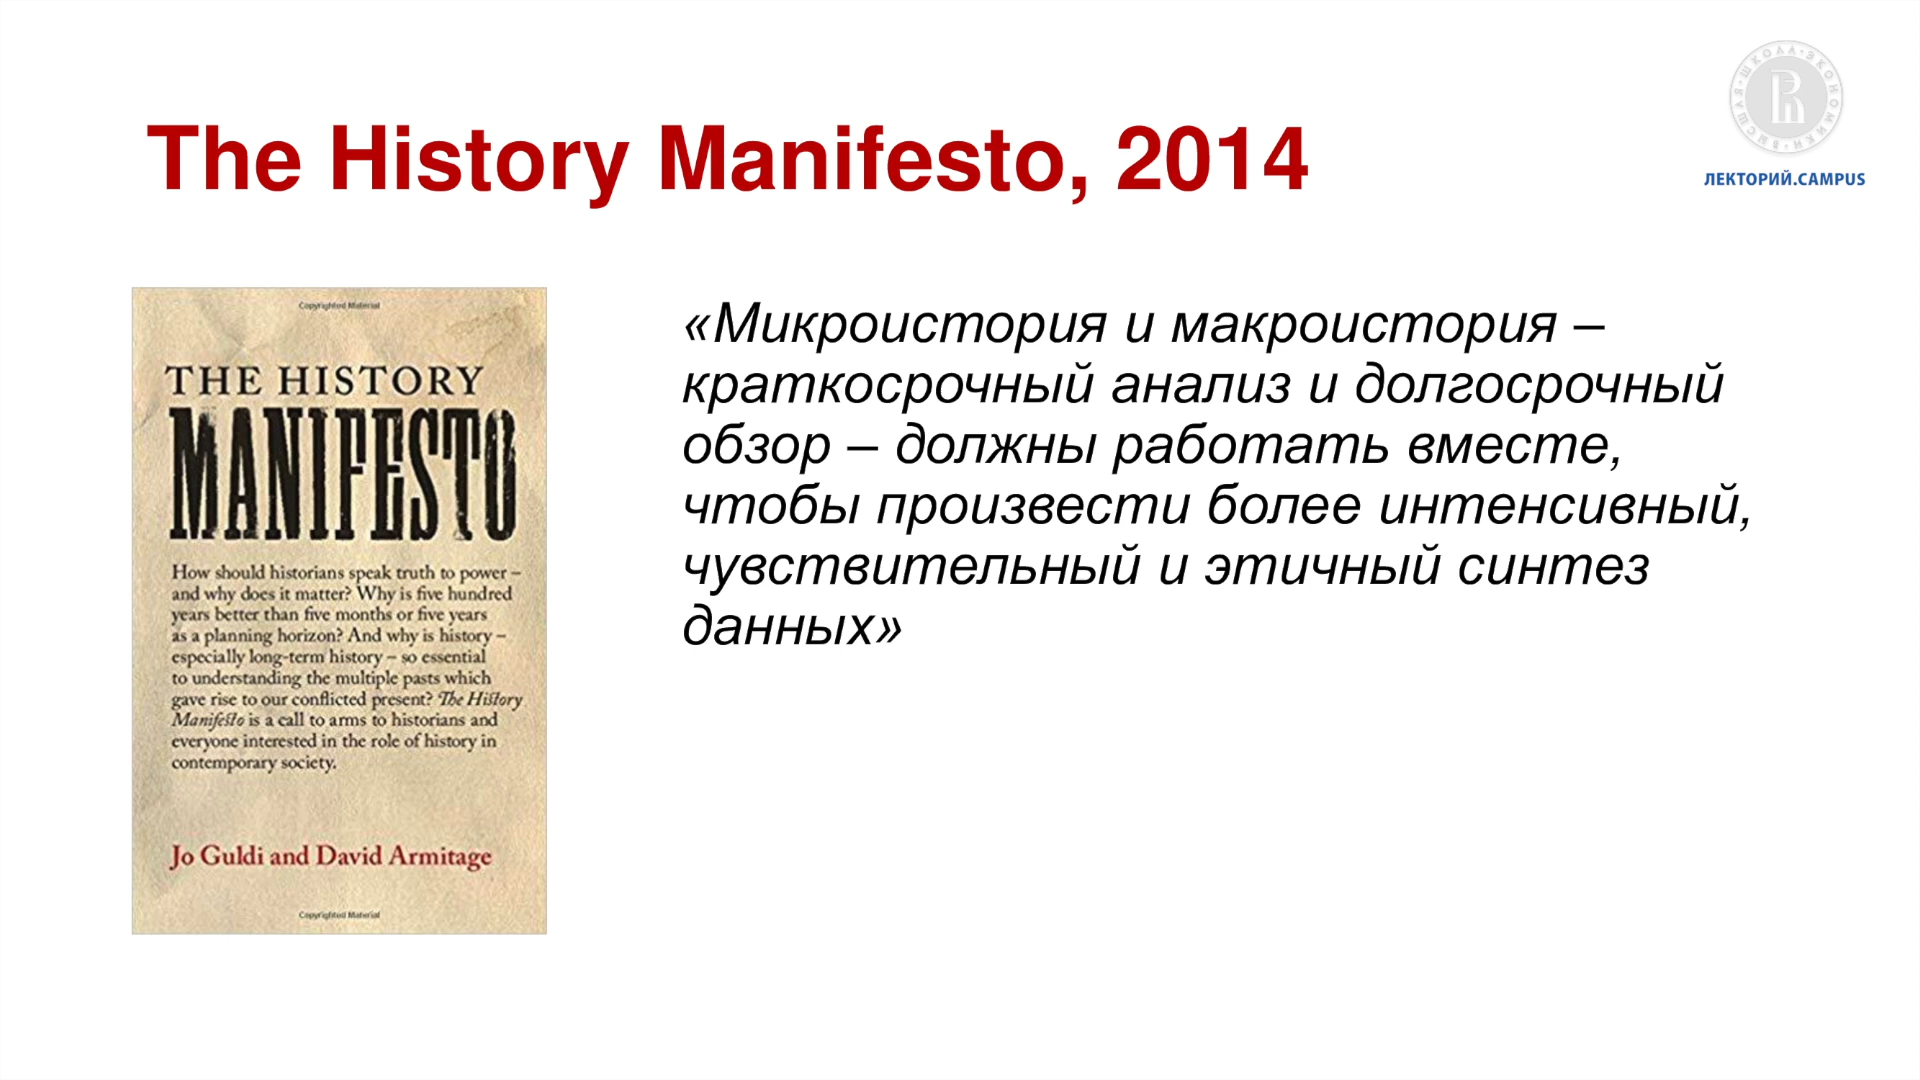 The History Manifesto, 2014
ВЫСШАЯ·ШКОЛА·ЭКОНОМИКИ·
ЛЕКТОРИЙ.CAMPUS
Copyrighted Material
THE HISTORY
MANIFESTO
How should historians speak truth to power –
and why does it matter? Why is five hundred
years better than five months or five years
as a planning horizon? And why is history –
especially long-term history – so essential
to understanding the multiple pasts which
gave rise to our conflicted present? The History
Manifesto is a call to arms to historians and
everyone interested in the role of history in
contemporary society.
Jo Guldi and David Armitage
Copyrighted Material
«Микроистория и макроистория –
краткосрочный анализ и долгосрочный
обзор – должны работать вместе,
чтобы произвести более интенсивный,
чувствительный и этичный синтез
данных»